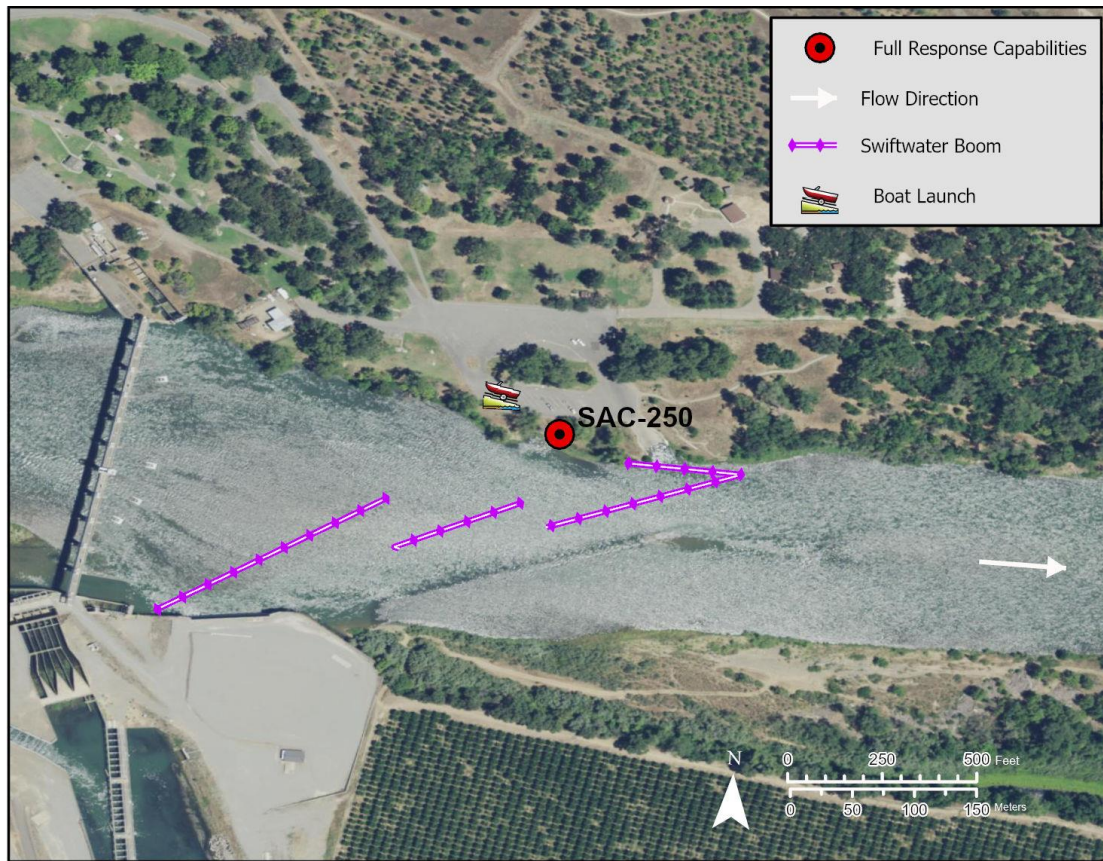 Full Response Capabilities
Flow Direction
Swiftwater Boom
Boat Launch
SAC-250
N
0 250 500 Feet
0 50 100 150 Meters